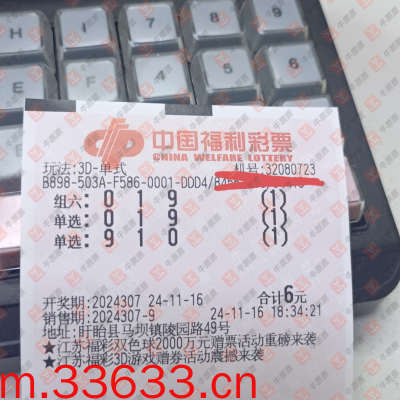 中国福利彩票
CHINA WELFARE LOTTERY
玩法:3D-单式 机号:32080723
B898-503A-F586-0001-DDD4/
组六: 0 1 9 (1)
单选: 0 1 9 (1)
单选: 9 1 0 (1)
开奖期:2024307 24-11-16 合计6元
销售期:2024307-9 24-11-16 18:34:21
地址:盱眙县马坝镇陵园路49号
★江苏福彩双色球2000万元赠票活动重磅来袭
★江苏福彩3D游戏赠券活动震撼来袭
m.33633.cn